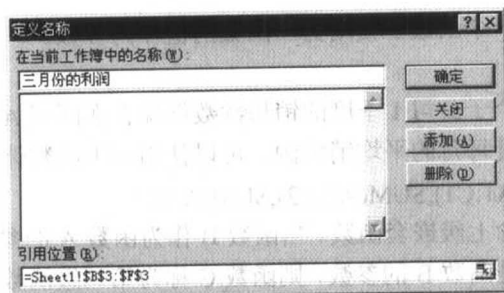 定义名称
在当前工作簿中的名称(W):
三月份的利润
确定
关闭
添加(A)
删除(D)
引用位置(R):
=Sheet1!$B$3:$F$3